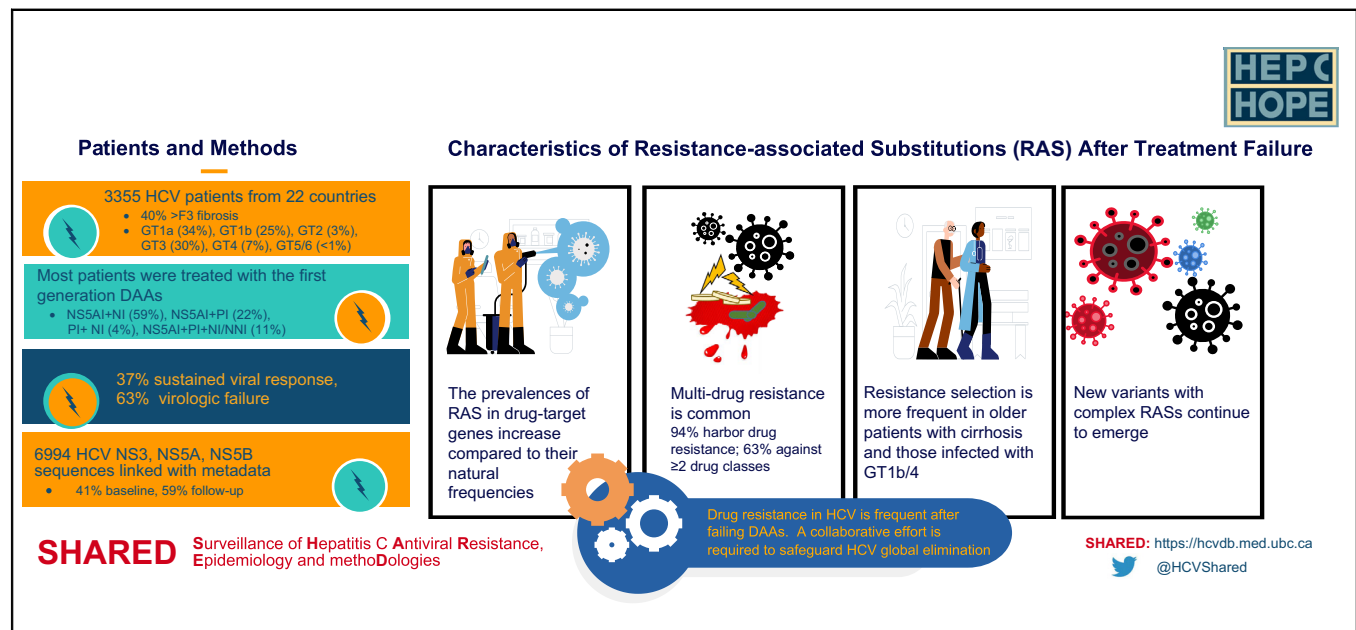 HEPC
HOPE
Patients and Methods
3355 HCV patients from 22 countries
• 40% >F3 fibrosis
• GT1a (34%), GT1b (25%), GT2 (3%),
GT3 (30%), GT4 (7%), GT5/6 (<1%)
Most patients were treated with the first
generation DAAs
• NS5AI+NI (59%), NS5AI+PI (22%),
PI+ NI (4%), NS5AI+PI+NI/NNI (11%)
37% sustained viral response,
63% virologic failure
6994 HCV NS3, NS5A, NS5B
sequences linked with metadata
• 41% baseline, 59% follow-up
Characteristics of Resistance-associated Substitutions (RAS) After Treatment Failure
The prevalences of
RAS in drug-target
genes increase
compared to their
natural
frequencies
Multi-drug resistance
is common
94% harbor drug
resistance; 63% against
≥2 drug classes
Resistance selection is
more frequent in older
patients with cirrhosis
and those infected with
GT1b/4
New variants with
complex RASs continue
to emerge
Drug resistance in HCV is frequent after
failing DAAs. A collaborative effort is
required to safeguard HCV global elimination
SHARED
Surveillance of Hepatitis C Antiviral Resistance,
Epidemiology and methoDologies
SHARED: https://hcvdb.med.ubc.ca
@HCVShared